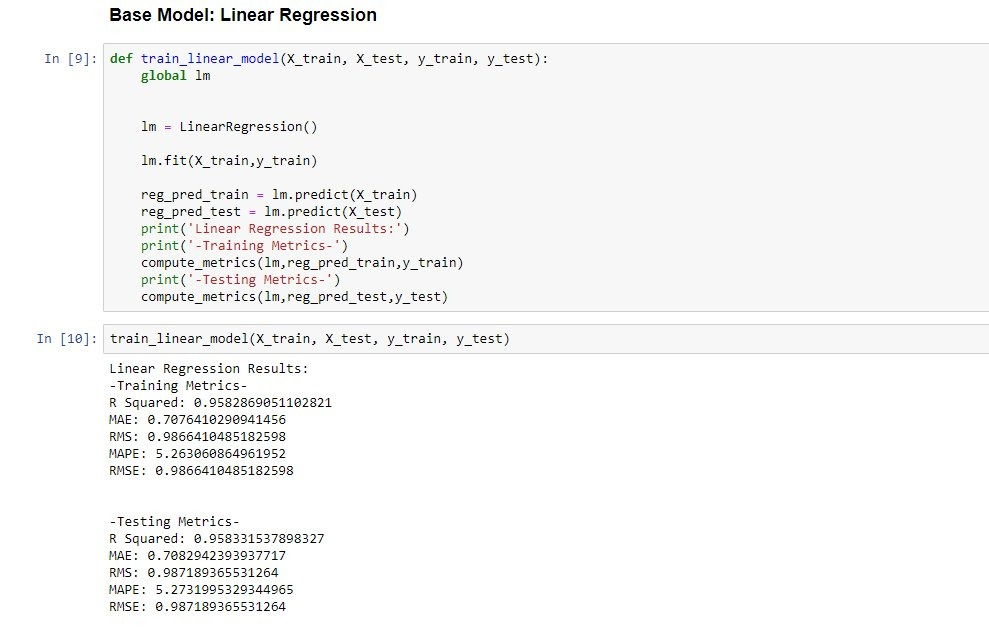 Base Model: Linear Regression
In [9]: def train_linear_model(X_train, X_test, y_train, y_test):
    global lm
    lm = LinearRegression()
    lm.fit(X_train,y_train)
    reg_pred_train = lm.predict(X_train)
    reg_pred_test = lm.predict(X_test)
    print('Linear Regression Results:')
    print('-Training Metrics-')
    compute_metrics(lm,reg_pred_train,y_train)
    print('-Testing Metrics-')
    compute_metrics(lm,reg_pred_test,y_test)
In [10]: train_linear_model(X_train, X_test, y_train, y_test)
Linear Regression Results:
-Training Metrics-
R Squared: 0.9582869051102821
MAE: 0.7076410290941456
RMS: 0.9866410485182598
MAPE: 5.263060864961952
RMSE: 0.9866410485182598
-Testing Metrics-
R Squared: 0.958331537898327
MAE: 0.7082942393937717
RMS: 0.987189365531264
MAPE: 5.2731995329344965
RMSE: 0.987189365531264